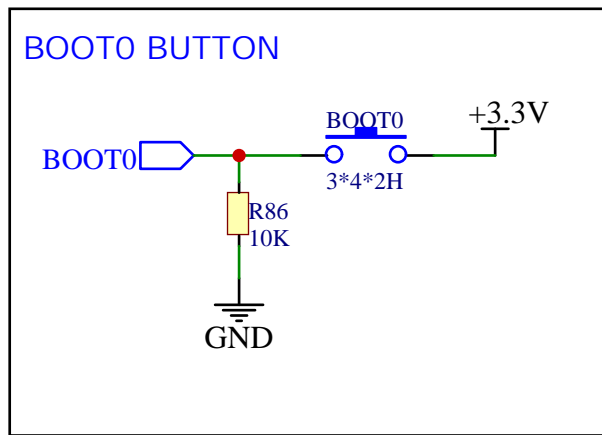 BOOT0 BUTTON
BOOT0
+3.3V
BOOT0
3*4*2H
R86
10K
GND